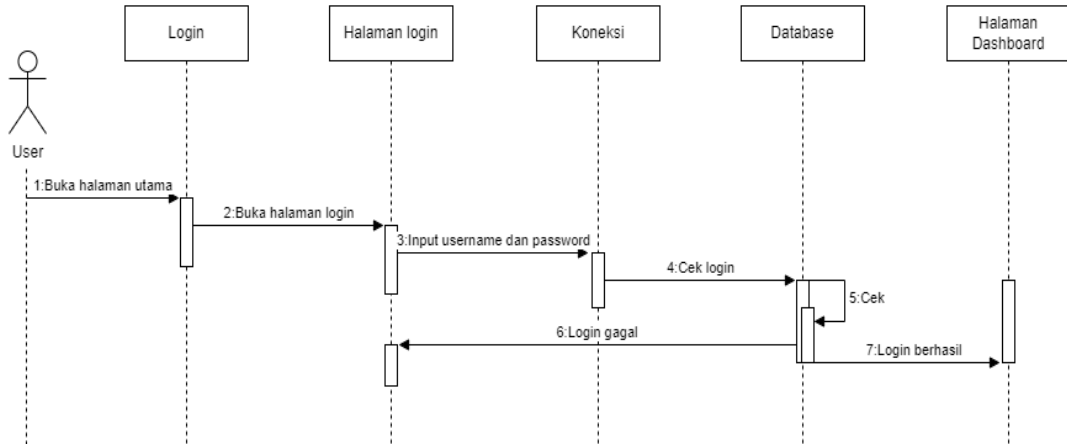 Login
Halaman login
Koneksi
Database
Halaman
Dashboard
User
1:Buka halaman utama
2:Buka halaman login
3:Input username dan password
4:Cek login
5:Cek
6:Login gagal
7:Login berhasil